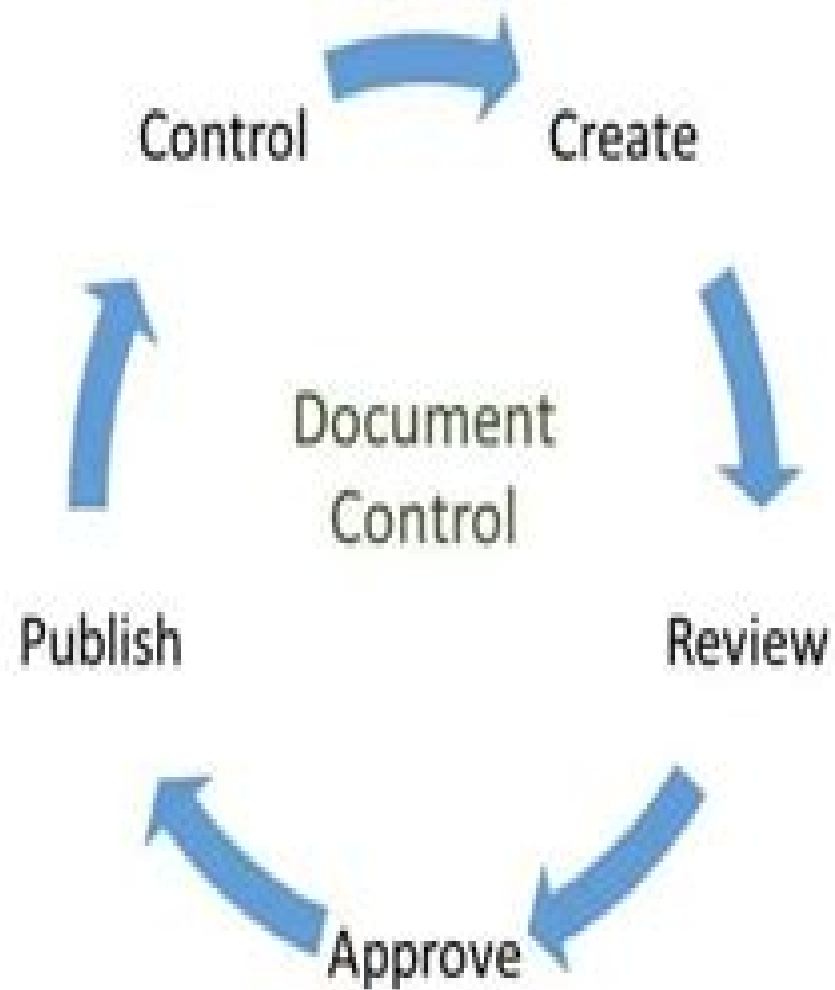 Control
Create
Document
Control
Publish
Review
Approve